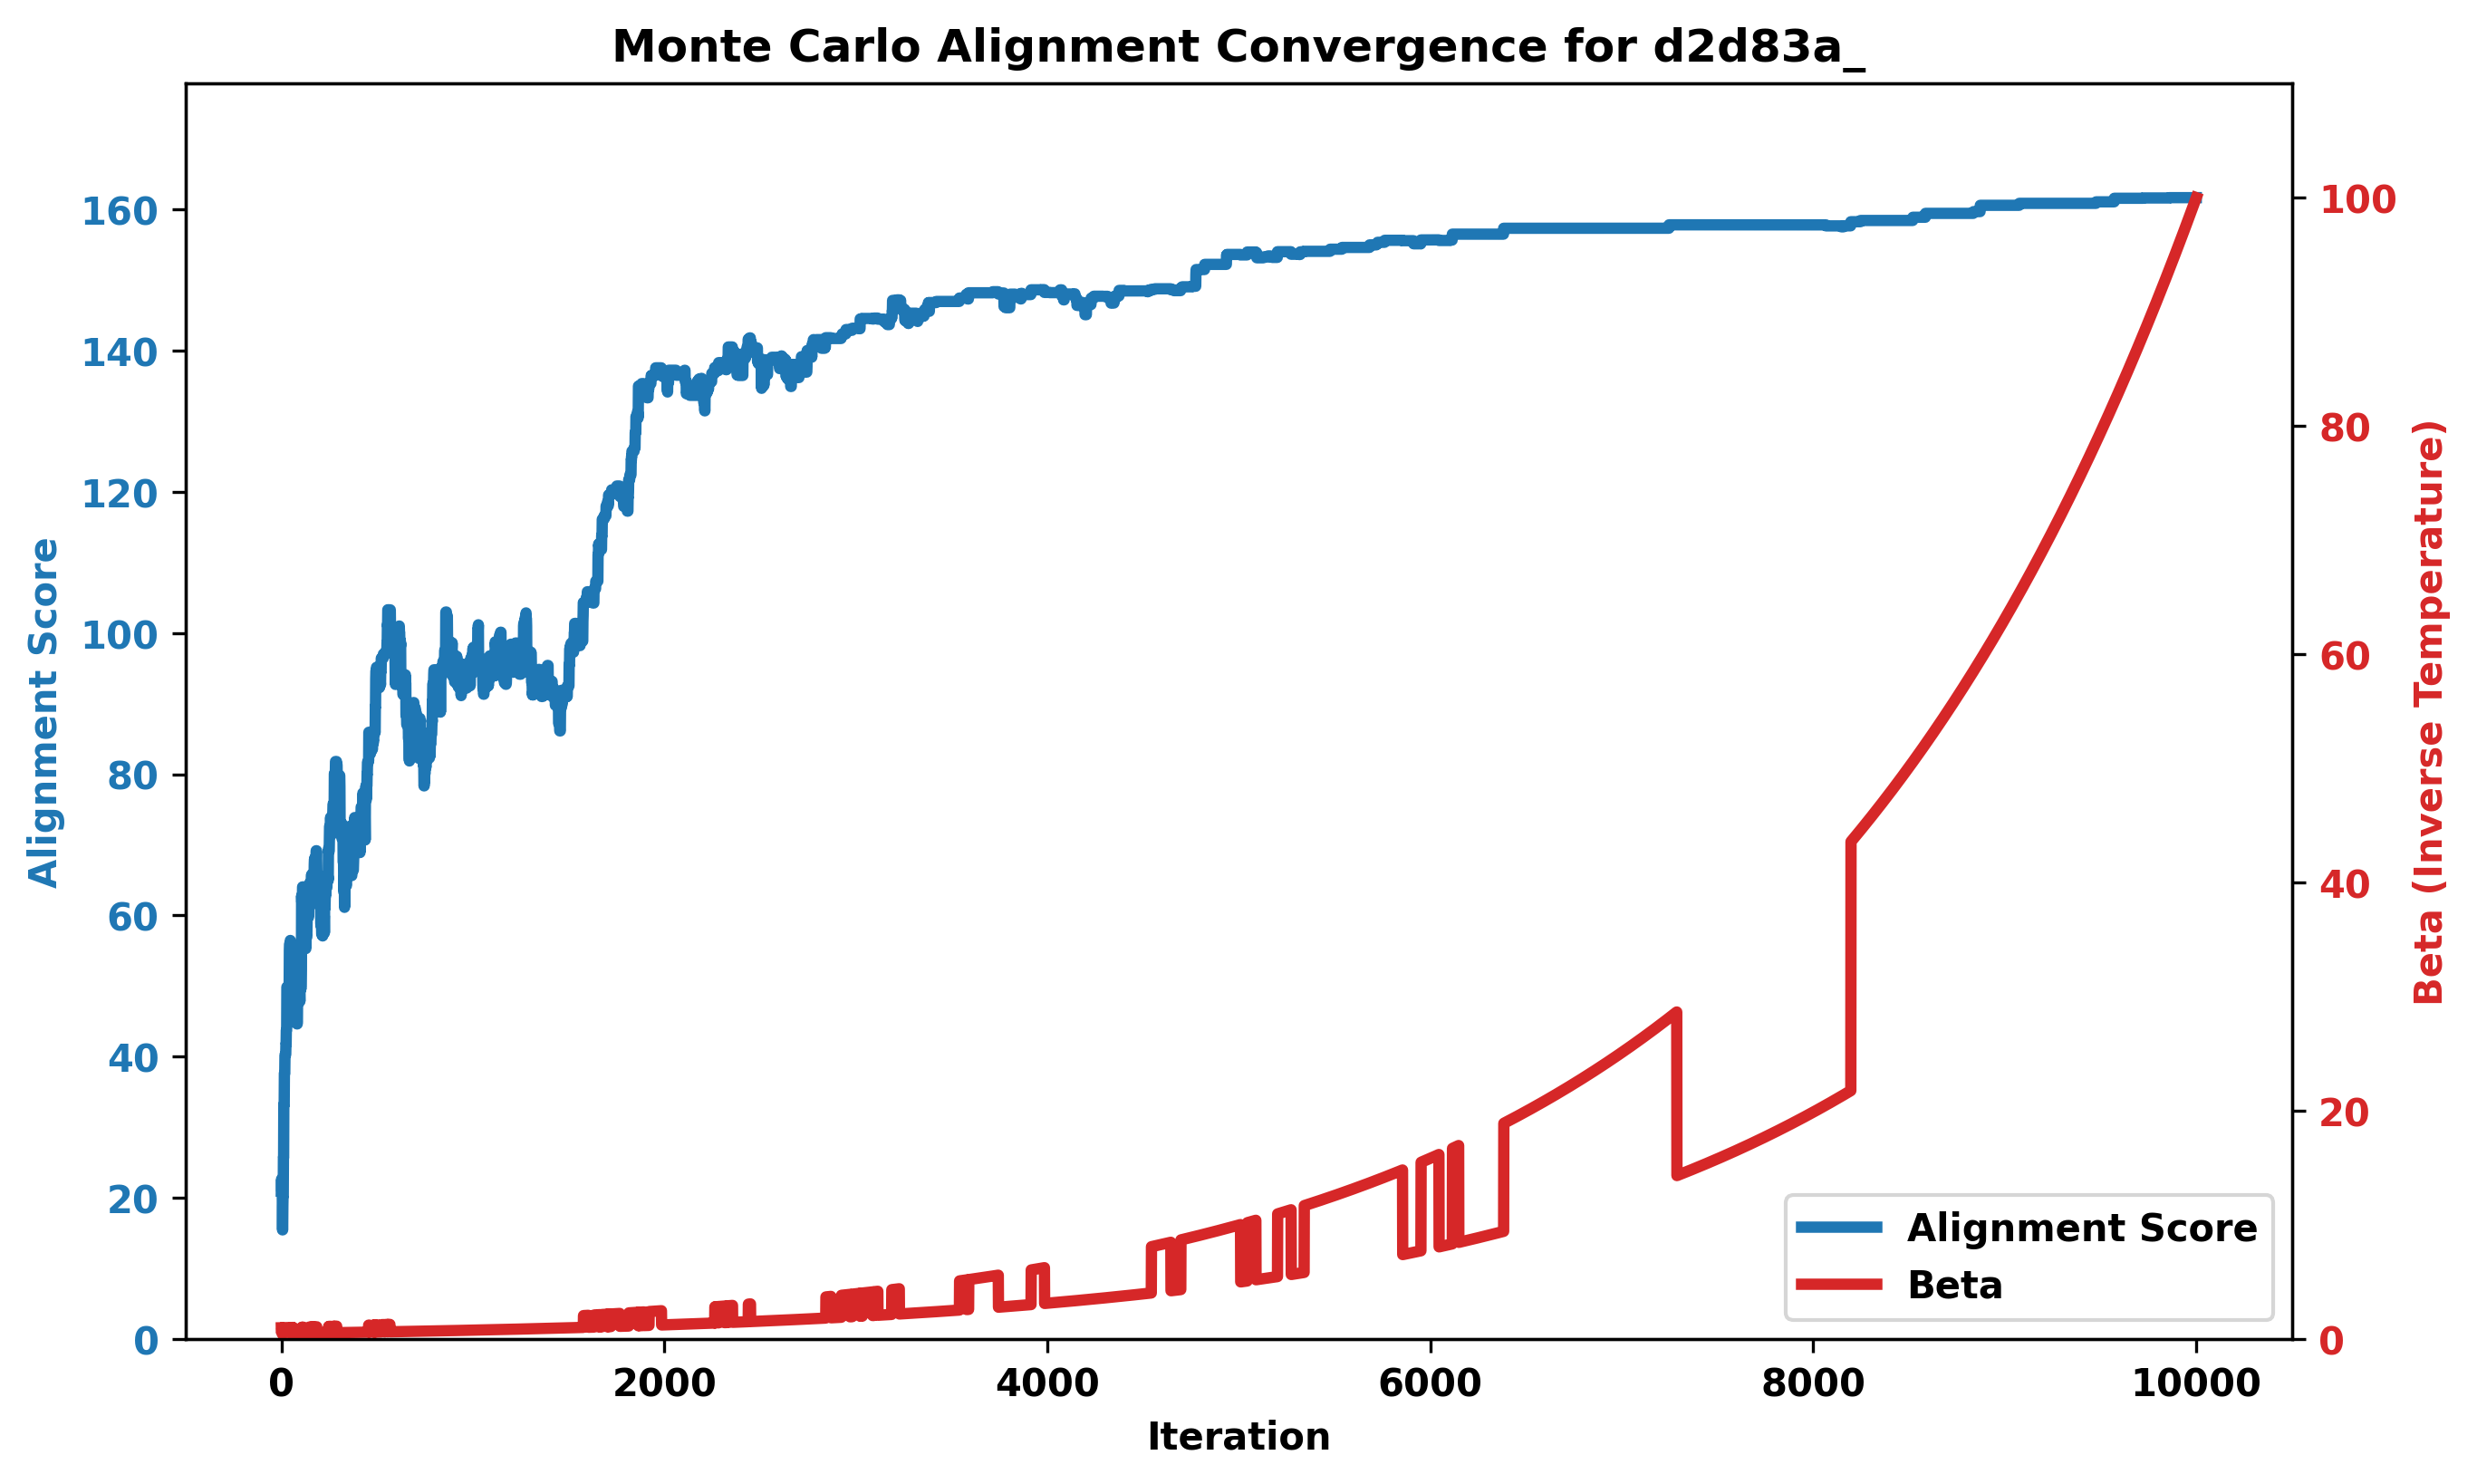 Monte Carlo Alignment Convergence for d2d83a_
Alignment Score
160
140
120
100
80
60
40
20
0
100
80
60
40
20
0
Beta (Inverse Temperature)
Alignment Score
Beta
0 2000 4000 6000 8000 10000
Iteration